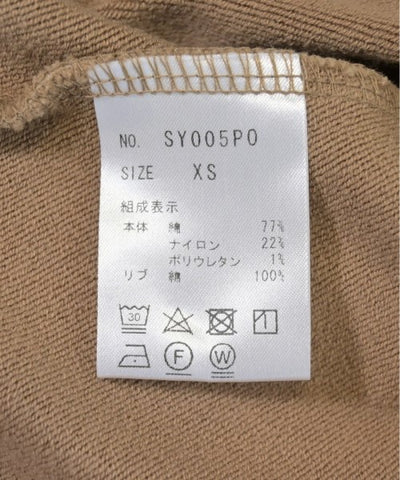 NO. SY005PO
SIZE XS
組成表示
本体 綿 77%
ナイロン 22%
ポリウレタン 1%
リブ 綿 100%
30
F W